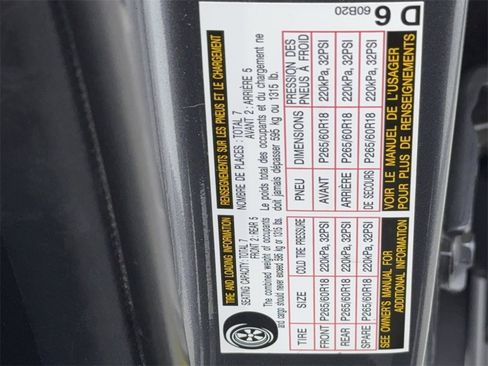 TIRE AND LOADING INFORMATION
SEATING CAPACITY: TOTAL 7
FRONT 2: REAR 5
The combined weight of occupants
and cargo should never exceed 595 kg or 1315 lbs.
TIRE SIZE COLD TIRE PRESSURE
FRONT P265/60R18 220kPa, 32PSI
REAR P265/60R18 220kPa, 32PSI
SPARE P265/60R18 220kPa, 32PSI
SEE OWNER'S MANUAL FOR
ADDITIONAL INFORMATION
RENSEIGNEMENTS SUR LES PNEUS ET LE CHARGEMENT
NOMBRE DE PLACES : TOTAL 7
AVANT 2 : ARRIÈRE 5
Le poids total des occupants et du chargement ne
doit jamais dépasser 595 kg ou 1315 lb.
PNEU DIMENSIONS PRESSION DES
PNEUS À FROID
AVANT P265/60R18 220kPa, 32PSI
ARRIÈRE P265/60R18 220kPa, 32PSI
DE SECOURS P265/60R18 220kPa, 32PSI
VOIR LE MANUEL DE L'USAGER
POUR PLUS DE RENSEIGNEMENTS
60B20
D 6